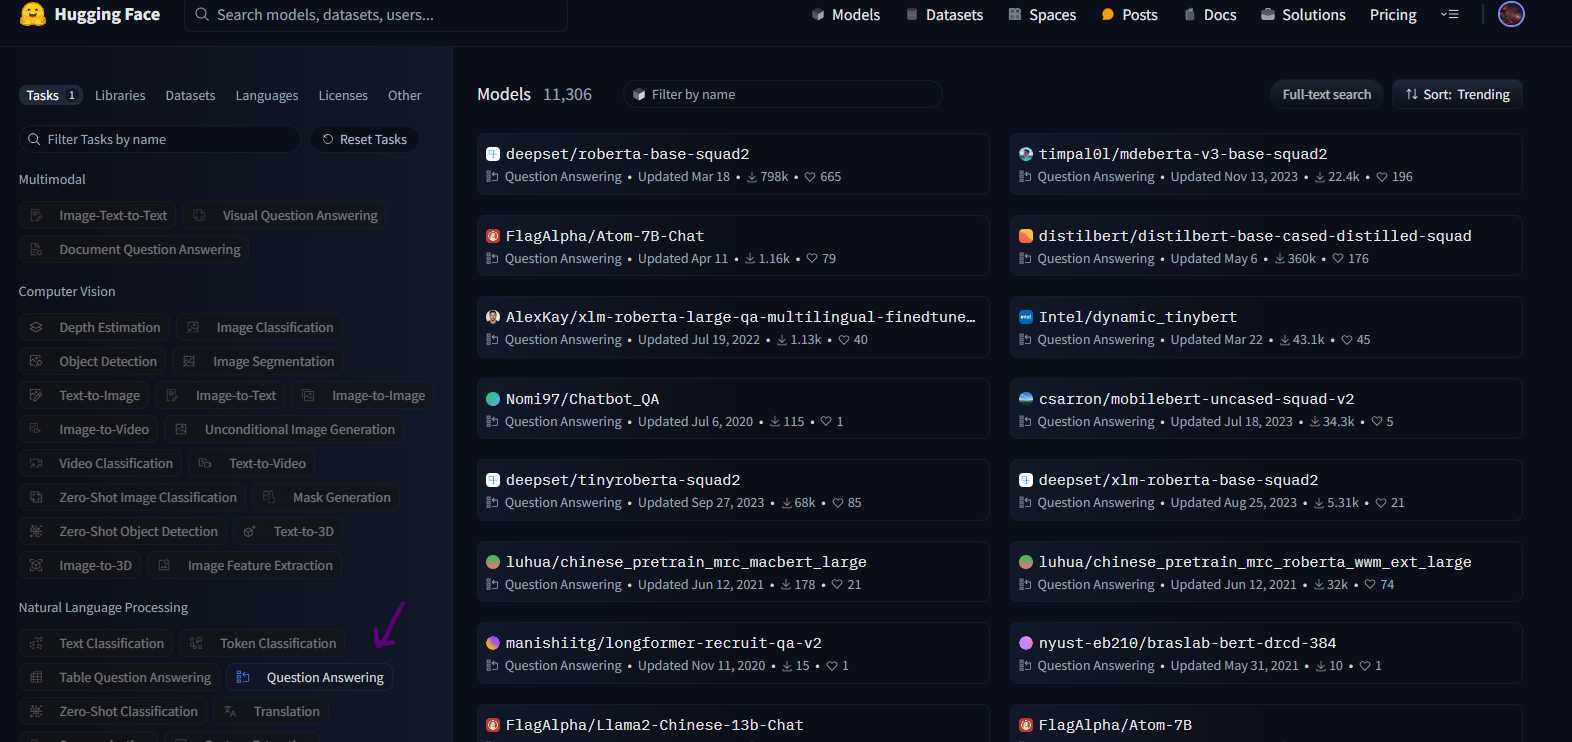 Hugging Face
Search models, datasets, users...
Models
Datasets
Spaces
Posts
Docs
Solutions
Pricing
Tasks 1
Libraries
Datasets
Languages
Licenses
Other
Filter Tasks by name
Reset Tasks
Multimodal
Image-Text-to-Text
Visual Question Answering
Document Question Answering
Computer Vision
Depth Estimation
Image Classification
Object Detection
Image Segmentation
Text-to-Image
Image-to-Text
Image-to-Image
Image-to-Video
Unconditional Image Generation
Video Classification
Text-to-Video
Zero-Shot Image Classification
Mask Generation
Zero-Shot Object Detection
Text-to-3D
Image-to-3D
Image Feature Extraction
Natural Language Processing
Text Classification
Token Classification
Table Question Answering
Question Answering
Zero-Shot Classification
Translation
Models 11,306
Filter by name
Full-text search
Sort: Trending
deepset/roberta-base-squad2
Question Answering • Updated Mar 18 • 798k • 665
timpal0l/mdeberta-v3-base-squad2
Question Answering • Updated Nov 13, 2023 • 22.4k • 196
FlagAlpha/Atom-7B-Chat
Question Answering • Updated Apr 11 • 1.16k • 79
distilbert/distilbert-base-cased-distilled-squad
Question Answering • Updated May 6 • 360k • 176
AlexKay/xlm-roberta-large-qa-multilingual-finedtune…
Question Answering • Updated Jul 19, 2022 • 1.13k • 40
Intel/dynamic_tinybert
Question Answering • Updated Mar 22 • 43.1k • 45
Nomi97/Chatbot_QA
Question Answering • Updated Jul 6, 2020 • 115 • 1
csarron/mobilebert-uncased-squad-v2
Question Answering • Updated Jul 18, 2023 • 34.3k • 5
deepset/tinyroberta-squad2
Question Answering • Updated Sep 27, 2023 • 68k • 85
deepset/xlm-roberta-base-squad2
Question Answering • Updated Aug 25, 2023 • 5.31k • 21
luhua/chinese_pretrain_mrc_macbert_large
Question Answering • Updated Jun 12, 2021 • 178 • 21
luhua/chinese_pretrain_mrc_roberta_wwm_ext_large
Question Answering • Updated Jun 12, 2021 • 32k • 74
manishiitg/longformer-recruit-qa-v2
Question Answering • Updated Nov 11, 2020 • 15 • 1
nyust-eb210/braslab-bert-drcd-384
Question Answering • Updated May 31, 2021 • 10 • 1
FlagAlpha/Llama2-Chinese-13b-Chat
FlagAlpha/Atom-7B